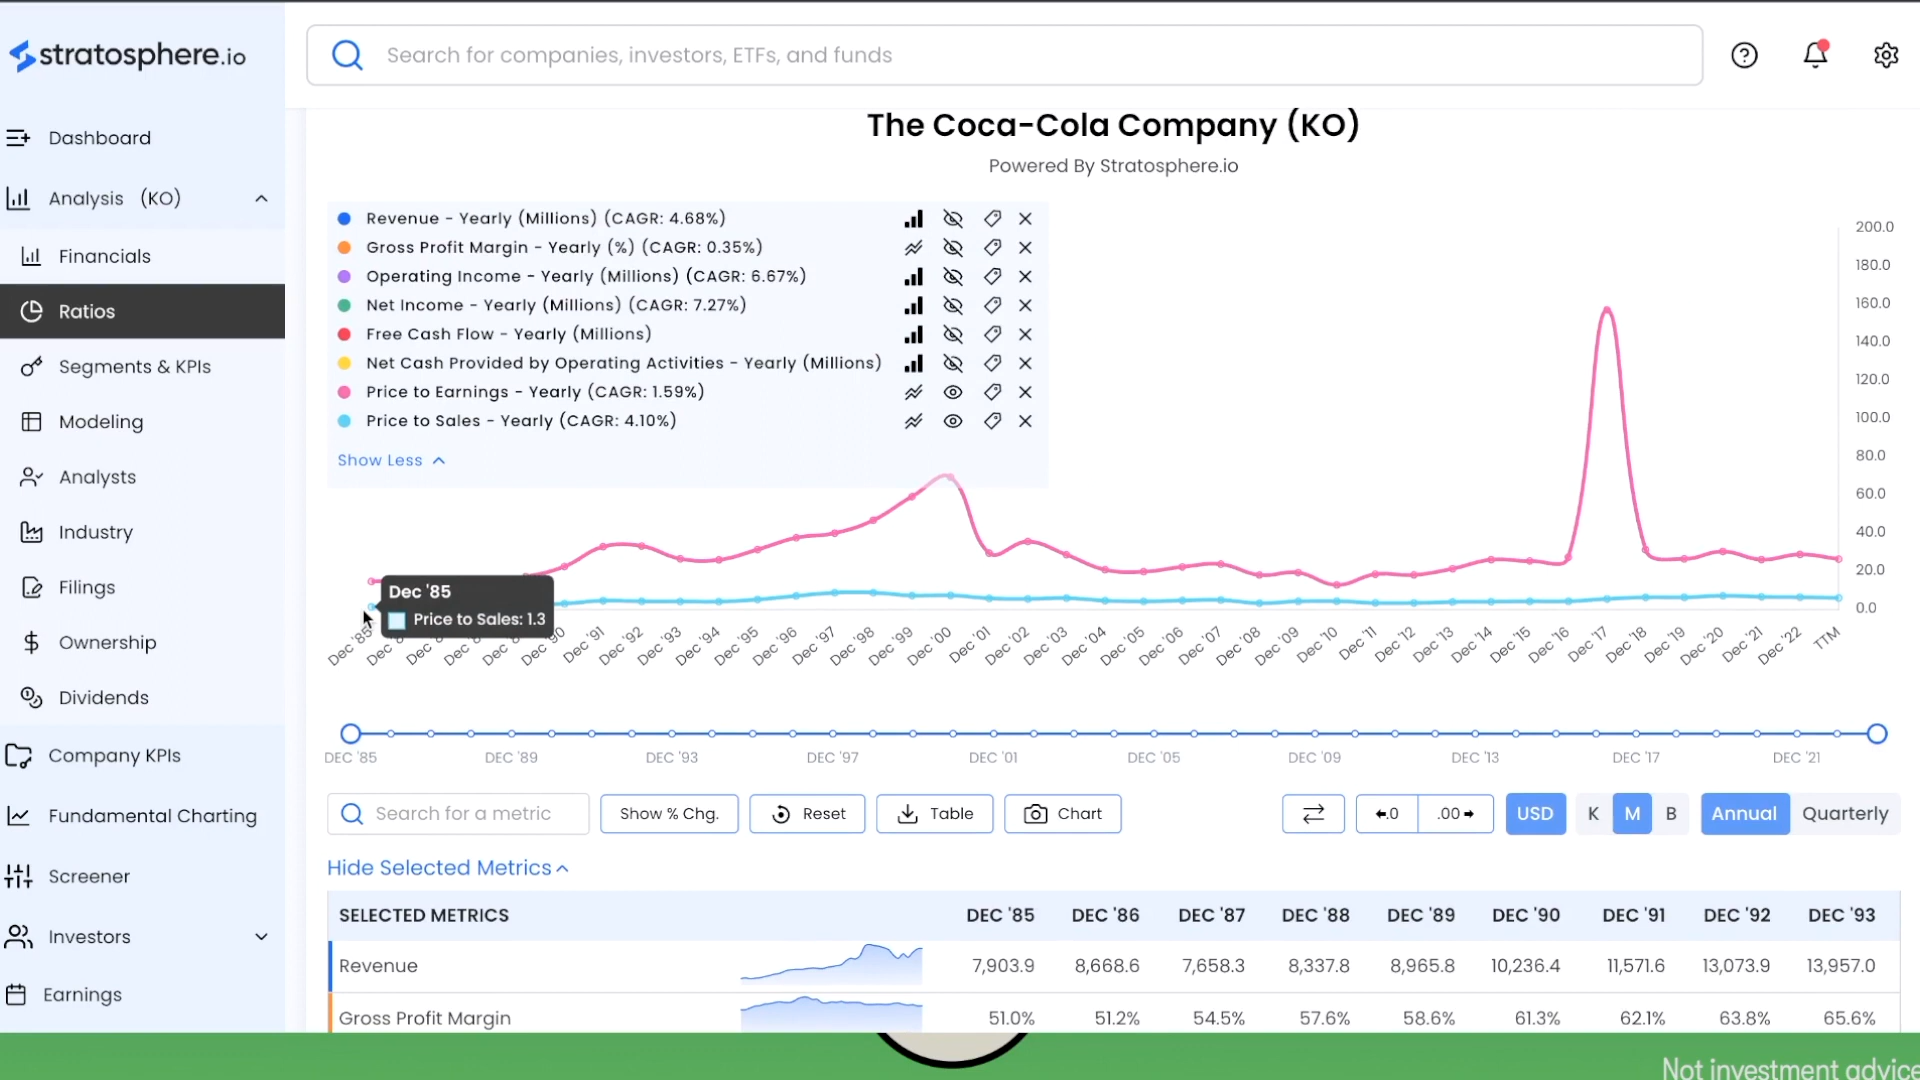 stratosphere.io
Search for companies, investors, ETFs, and funds
Dashboard
Analysis (KO)
Financials
Ratios
Segments & KPIs
Modeling
Analysts
Industry
Filings
Ownership
Dividends
Company KPIs
Fundamental Charting
Screener
Investors
Earnings
The Coca-Cola Company (KO)
Powered By Stratosphere.io
Revenue - Yearly (Millions) (CAGR: 4.68%)
Gross Profit Margin - Yearly (%) (CAGR: 0.35%)
Operating Income - Yearly (Millions) (CAGR: 6.67%)
Net Income - Yearly (Millions) (CAGR: 7.27%)
Free Cash Flow - Yearly (Millions)
Net Cash Provided by Operating Activities - Yearly (Millions)
Price to Earnings - Yearly (CAGR: 1.59%)
Price to Sales - Yearly (CAGR: 4.10%)
Show Less
200.0
180.0
160.0
140.0
120.0
100.0
80.0
60.0
40.0
20.0
0.0
Dec '85
Price to Sales: 1.3
Dec '85 Dec '91 Dec '92 Dec '93 Dec '94 Dec '95 Dec '96 Dec '97 Dec '98 Dec '99 Dec '00 Dec '01 Dec '02 Dec '03 Dec '04 Dec '05 Dec '06 Dec '07 Dec '08 Dec '09 Dec '10 Dec '11 Dec '12 Dec '13 Dec '14 Dec '15 Dec '16 Dec '17 Dec '18 Dec '19 Dec '20 Dec '21 Dec '22 TTM
DEC '85 DEC '89 DEC '93 DEC '97 DEC '01 DEC '05 DEC '09 DEC '13 DEC '17 DEC '21
Search for a metric Show % Chg. Reset Table Chart .0 .00 USD K M B Annual Quarterly
Hide Selected Metrics
SELECTED METRICS DEC '85 DEC '86 DEC '87 DEC '88 DEC '89 DEC '90 DEC '91 DEC '92 DEC '93
Revenue 7,903.9 8,668.6 7,658.3 8,337.8 8,965.8 10,236.4 11,571.6 13,073.9 13,957.0
Gross Profit Margin 51.0% 51.2% 54.5% 57.6% 58.6% 61.3% 62.1% 63.8% 65.6%
Not investment advice